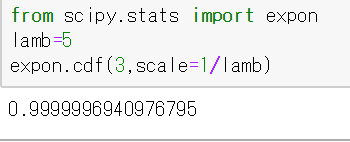 from scipy.stats import expon
lamb=5
expon.cdf(3,scale=1/lamb)
0.9999996940976795